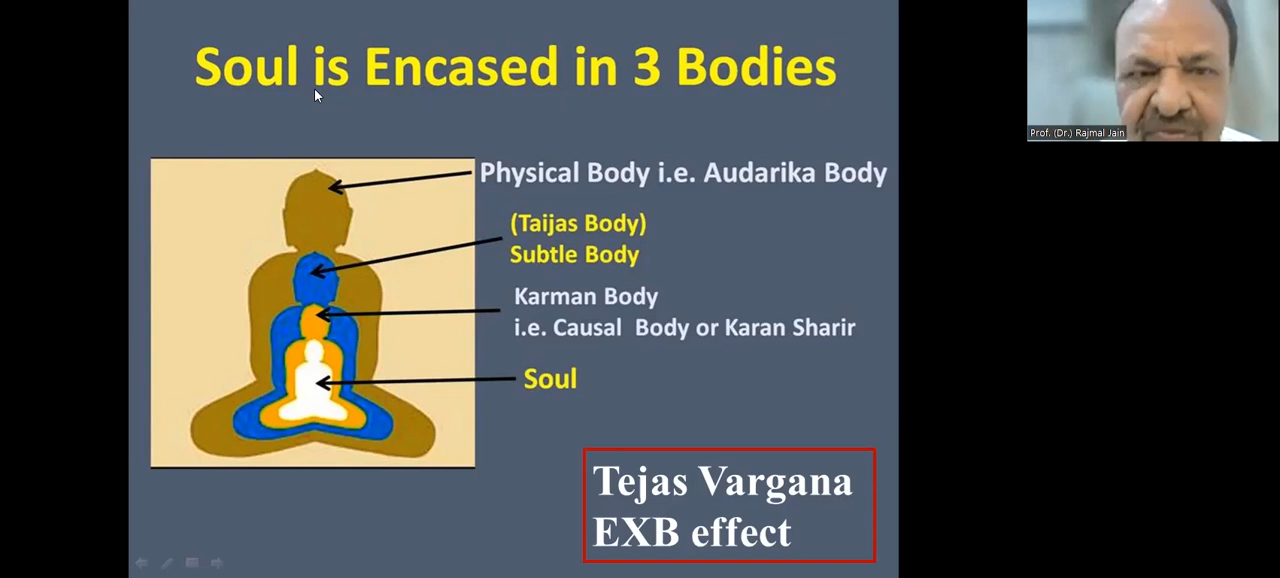 Soul is Encased in 3 Bodies
Physical Body i.e. Audarika Body
(Taijas Body)
Subtle Body
Karman Body
i.e. Causal Body or Karan Sharir
Soul
Tejas Vargana
EXB effect
Prof. (Dr.) Rajmal Jain